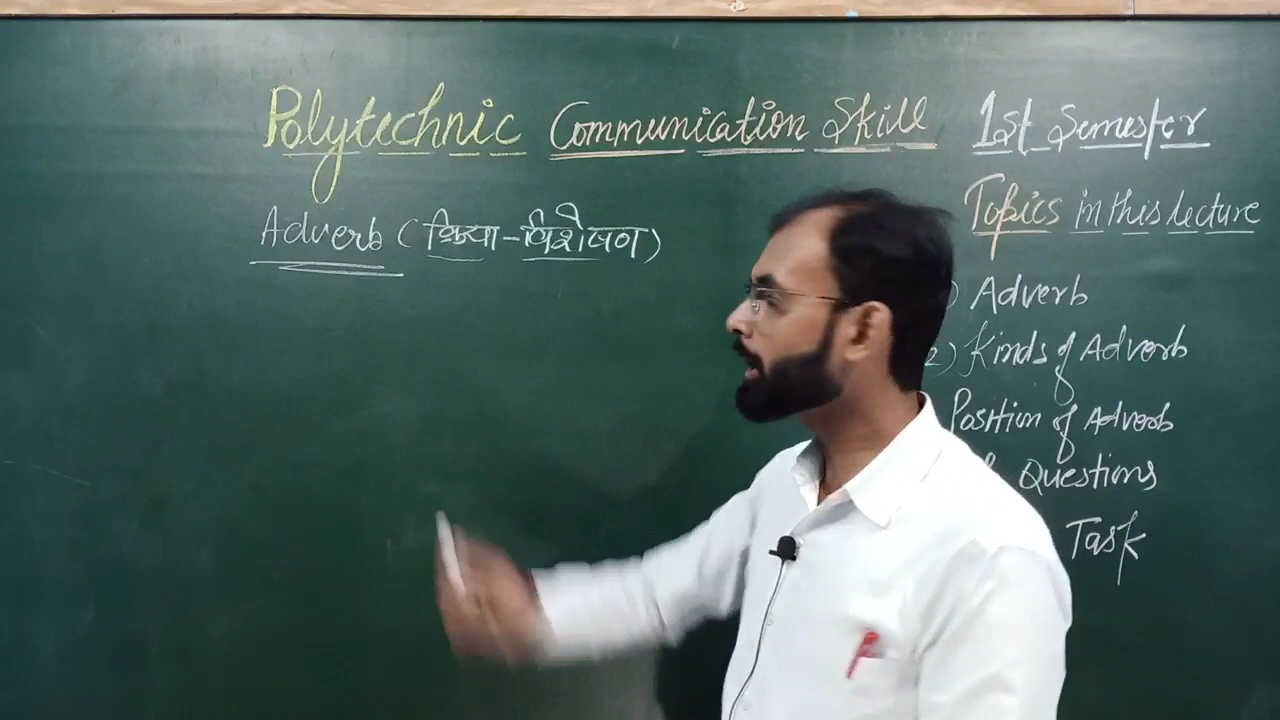 Polytechnic Communication Skill 1st Semester
Adverb (क्रिया-विशेषण)
Topics in this lecture
) Adverb
2) Kinds of Adverb
Position of Adverb
Questions
Task